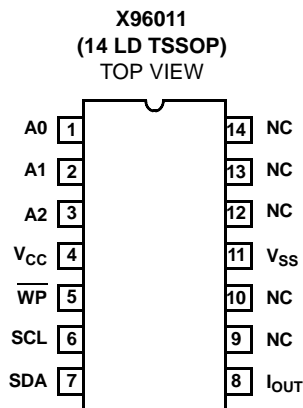 X96011
(14 LD TSSOP)
TOP VIEW
A0 1 14 NC
A1 2 13 NC
A2 3 12 NC
VCC 4 11 VSS
W̅P̅ 5 10 NC
SCL 6 9 NC
SDA 7 8 IOUT